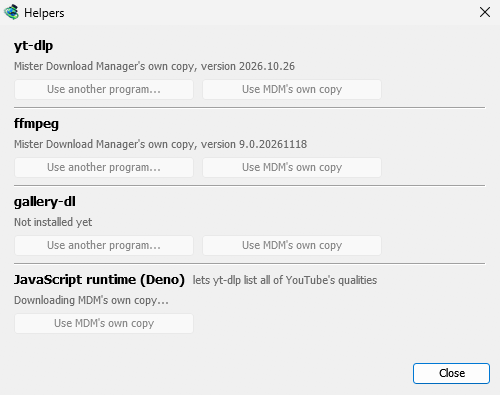 Helpers
yt-dlp
Mister Download Manager's own copy, version 2026.10.26
Use another program... Use MDM's own copy
ffmpeg
Mister Download Manager's own copy, version 9.0.20261118
Use another program... Use MDM's own copy
gallery-dl
Not installed yet
Use another program... Use MDM's own copy
JavaScript runtime (Deno) lets yt-dlp list all of YouTube's qualities
Downloading MDM's own copy...
Use MDM's own copy
Close